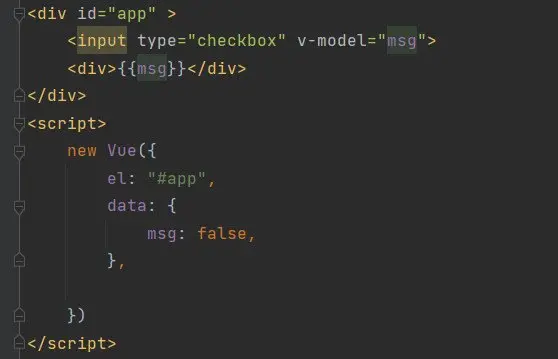 <div id="app" >
    <input type="checkbox" v-model="msg">
    <div>{{msg}}</div>
</div>
<script>
    new Vue({
        el: "#app",
        data: {
            msg: false,
        },

    })
</script>